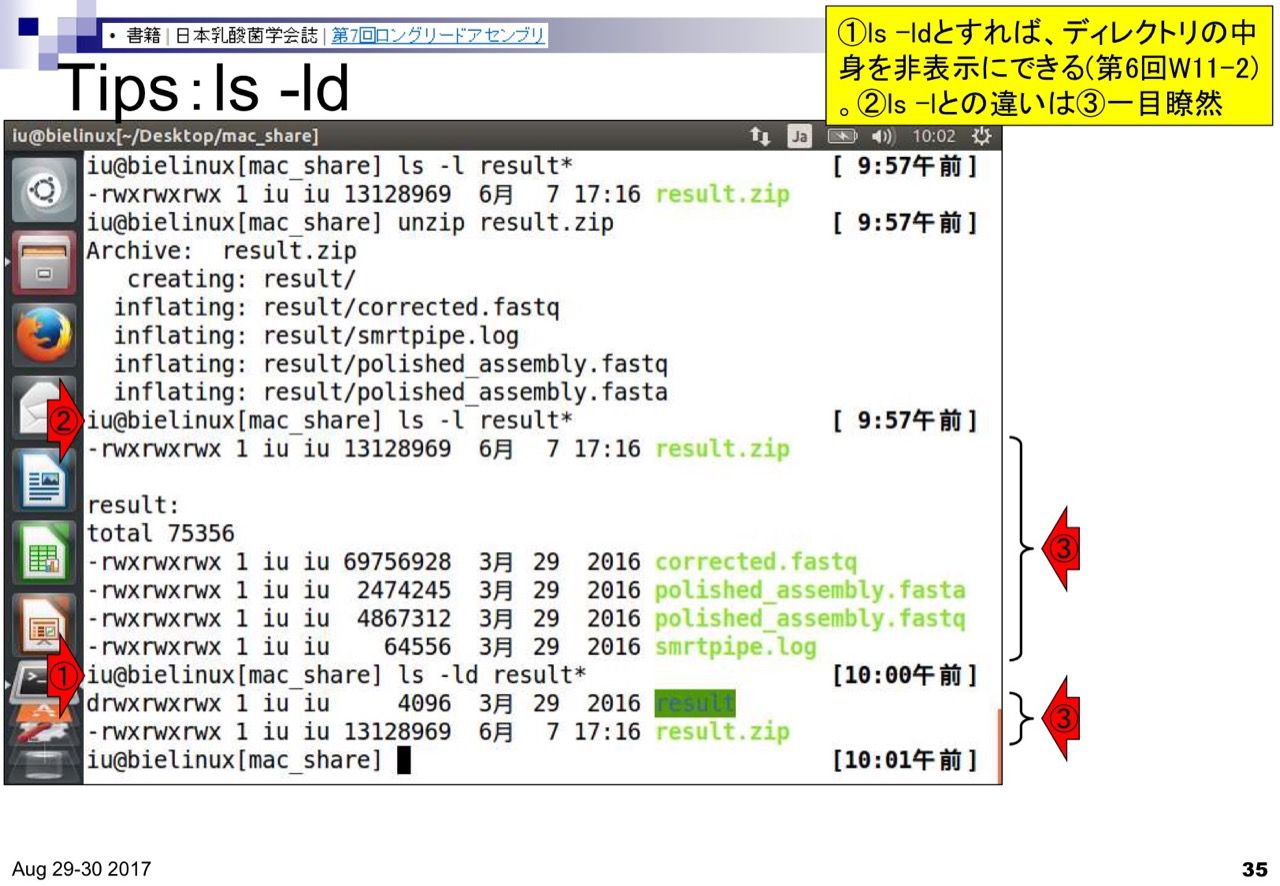 • 書籍 | 日本乳酸菌学会誌 | 第7回ロングリードアセンブリ
Tips：ls -ld
①ls -ldとすれば、ディレクトリの中
身を非表示にできる(第6回W11-2)
。②ls -lとの違いは③一目瞭然
iu@bielinux[~/Desktop/mac_share] Ja 10:02
iu@bielinux[mac_share] ls -l result* [ 9:57午前]
-rwxrwxrwx 1 iu iu 13128969 6月 7 17:16 result.zip
iu@bielinux[mac_share] unzip result.zip [ 9:57午前]
Archive: result.zip
creating: result/
inflating: result/corrected.fastq
inflating: result/smrtpipe.log
inflating: result/polished_assembly.fastq
inflating: result/polished_assembly.fasta
②
iu@bielinux[mac_share] ls -l result* [ 9:57午前]
-rwxrwxrwx 1 iu iu 13128969 6月 7 17:16 result.zip
result:
total 75356
-rwxrwxrwx 1 iu iu 69756928 3月 29 2016 corrected.fastq
③
-rwxrwxrwx 1 iu iu 2474245 3月 29 2016 polished_assembly.fasta
-rwxrwxrwx 1 iu iu 4867312 3月 29 2016 polished_assembly.fastq
-rwxrwxrwx 1 iu iu 64556 3月 29 2016 smrtpipe.log
①
iu@bielinux[mac_share] ls -ld result* [10:00午前]
drwxrwxrwx 1 iu iu 4096 3月 29 2016 result
③
-rwxrwxrwx 1 iu iu 13128969 6月 7 17:16 result.zip
iu@bielinux[mac_share] [10:01午前]
Aug 29-30 2017
35